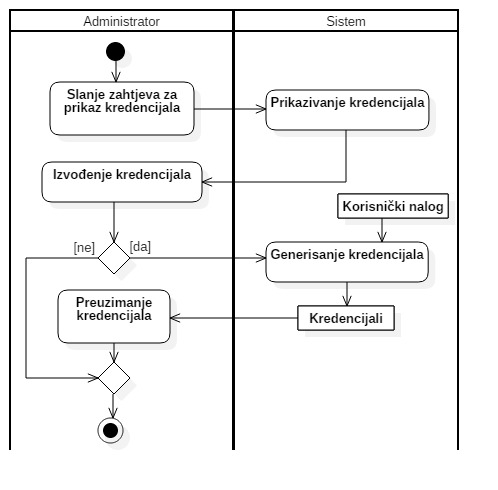 Administrator
Sistem
Slanje zahtjeva za
prikaz kredencijala
Prikazivanje kredencijala
Izvođenje kredencijala
Korisnički nalog
[ne]
[da]
Generisanje kredencijala
Preuzimanje
kredencijala
Kredencijali